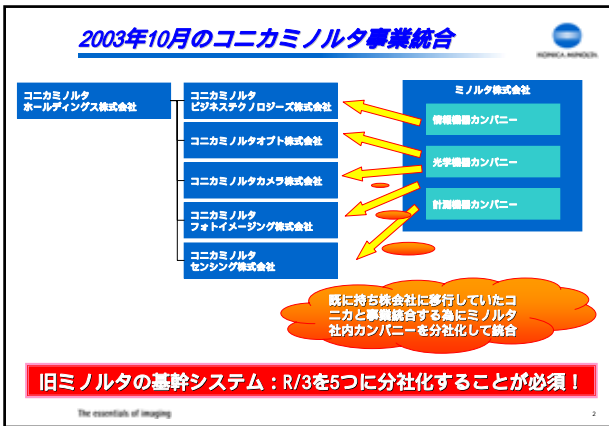 2003年10月のコニカミノルタ事業統合
KONICA MINOLTA
コニカミノルタ
ホールディングス株式会社
コニカミノルタ
ビジネステクノロジーズ株式会社
コニカミノルタオプト株式会社
コニカミノルタカメラ株式会社
コニカミノルタ
フォトイメージング株式会社
コニカミノルタ
センシング株式会社
ミノルタ株式会社
情報機器カンパニー
光学機器カンパニー
計測機器カンパニー
既に持ち株会社に移行していたコ
ニカと事業統合する為にミノルタ
社内カンパニーを分社化して統合
旧ミノルタの基幹システム：R/3を5つに分社化することが必須！
The essentials of imaging
2